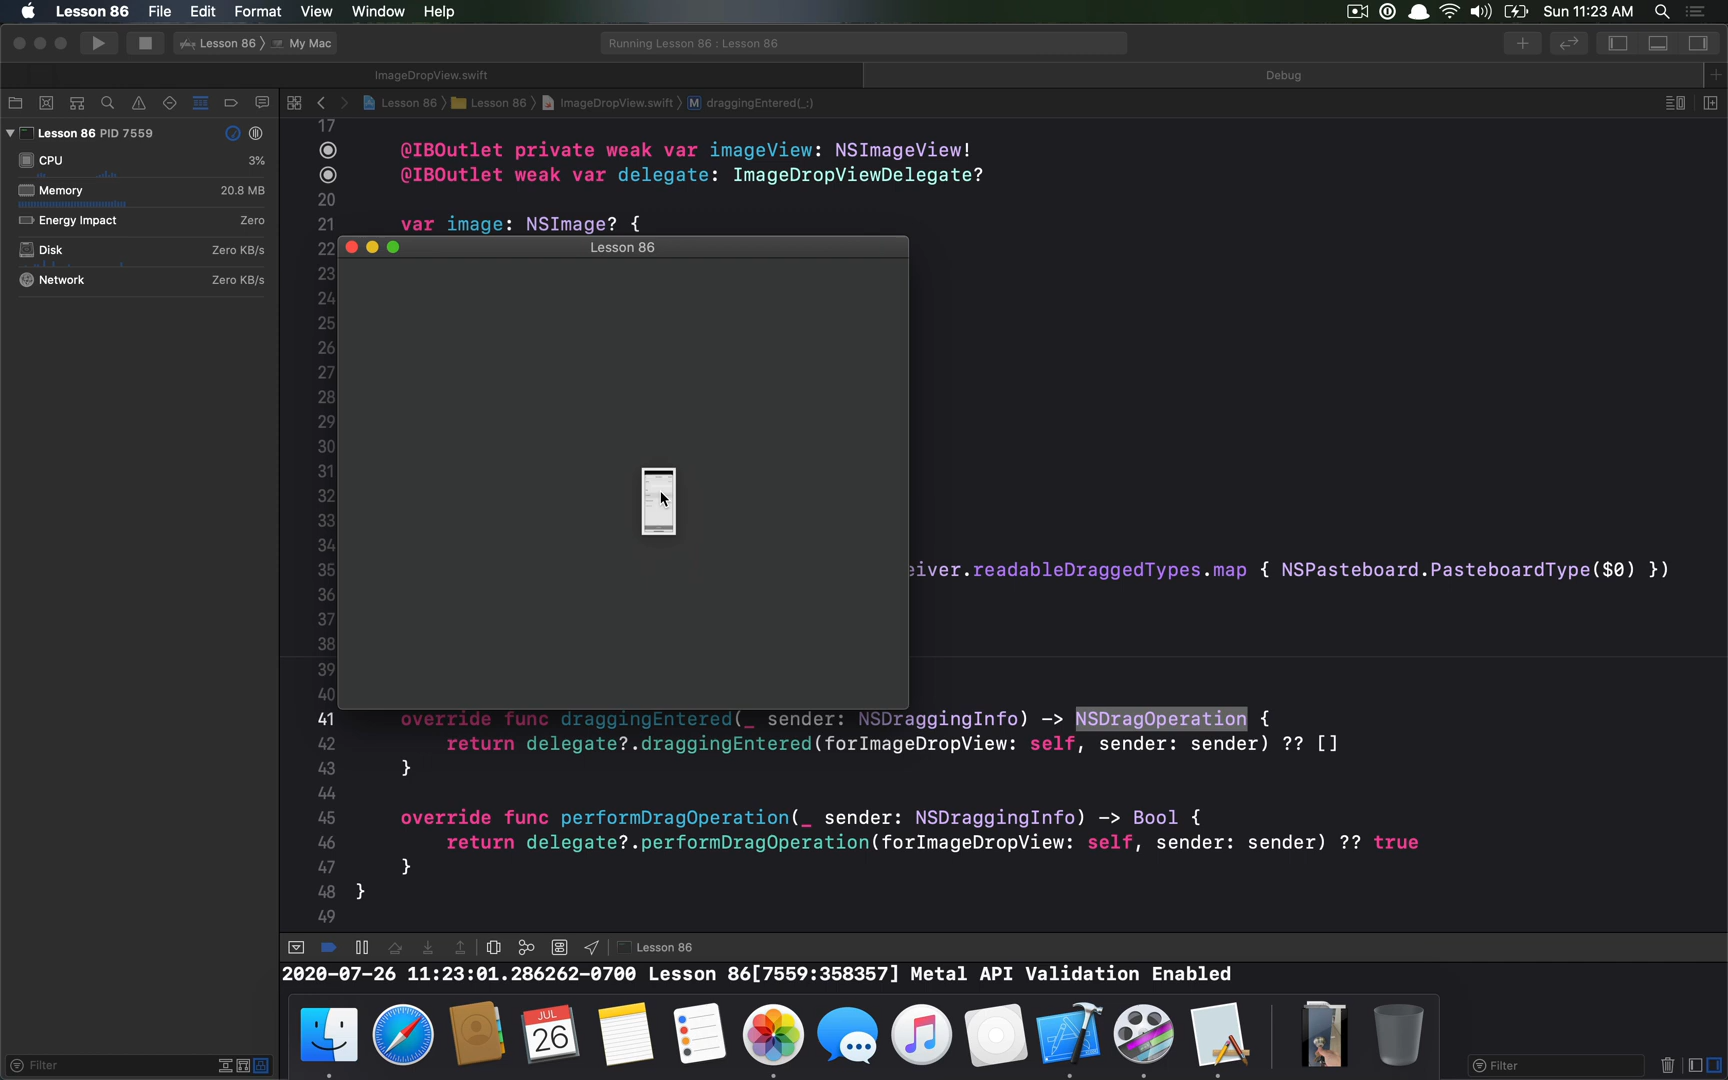 Lesson 86 File Edit Format View Window Help Sun 11:23 AM
Lesson 86 〉 My Mac Running Lesson 86 : Lesson 86
ImageDropView.swift Debug
Lesson 86 〉 Lesson 86 〉 ImageDropView.swift 〉 M draggingEntered(_:)
Lesson 86 PID 7559
CPU 3%
Memory 20.8 MB
Energy Impact Zero
Disk Zero KB/s
Network Zero KB/s
17
@IBOutlet private weak var imageView: NSImageView!
@IBOutlet weak var delegate: ImageDropViewDelegate?
20
21 var image: NSImage? {
22
Lesson 86
23
24
25
26
27
28
29
30
31
32
33
34
35 eiver.readableDraggedTypes.map { NSPasteboard.PasteboardType($0) })
36
37
38
39
40
41 override func draggingEntered(_ sender: NSDraggingInfo) -> NSDragOperation {
42 return delegate?.draggingEntered(forImageDropView: self, sender: sender) ?? []
43 }
44
45 override func performDragOperation(_ sender: NSDraggingInfo) -> Bool {
46 return delegate?.performDragOperation(forImageDropView: self, sender: sender) ?? true
47 }
48 }
49
Lesson 86
2020-07-26 11:23:01.286262-0700 Lesson 86[7559:358357] Metal API Validation Enabled
JUL
26
Filter Filter